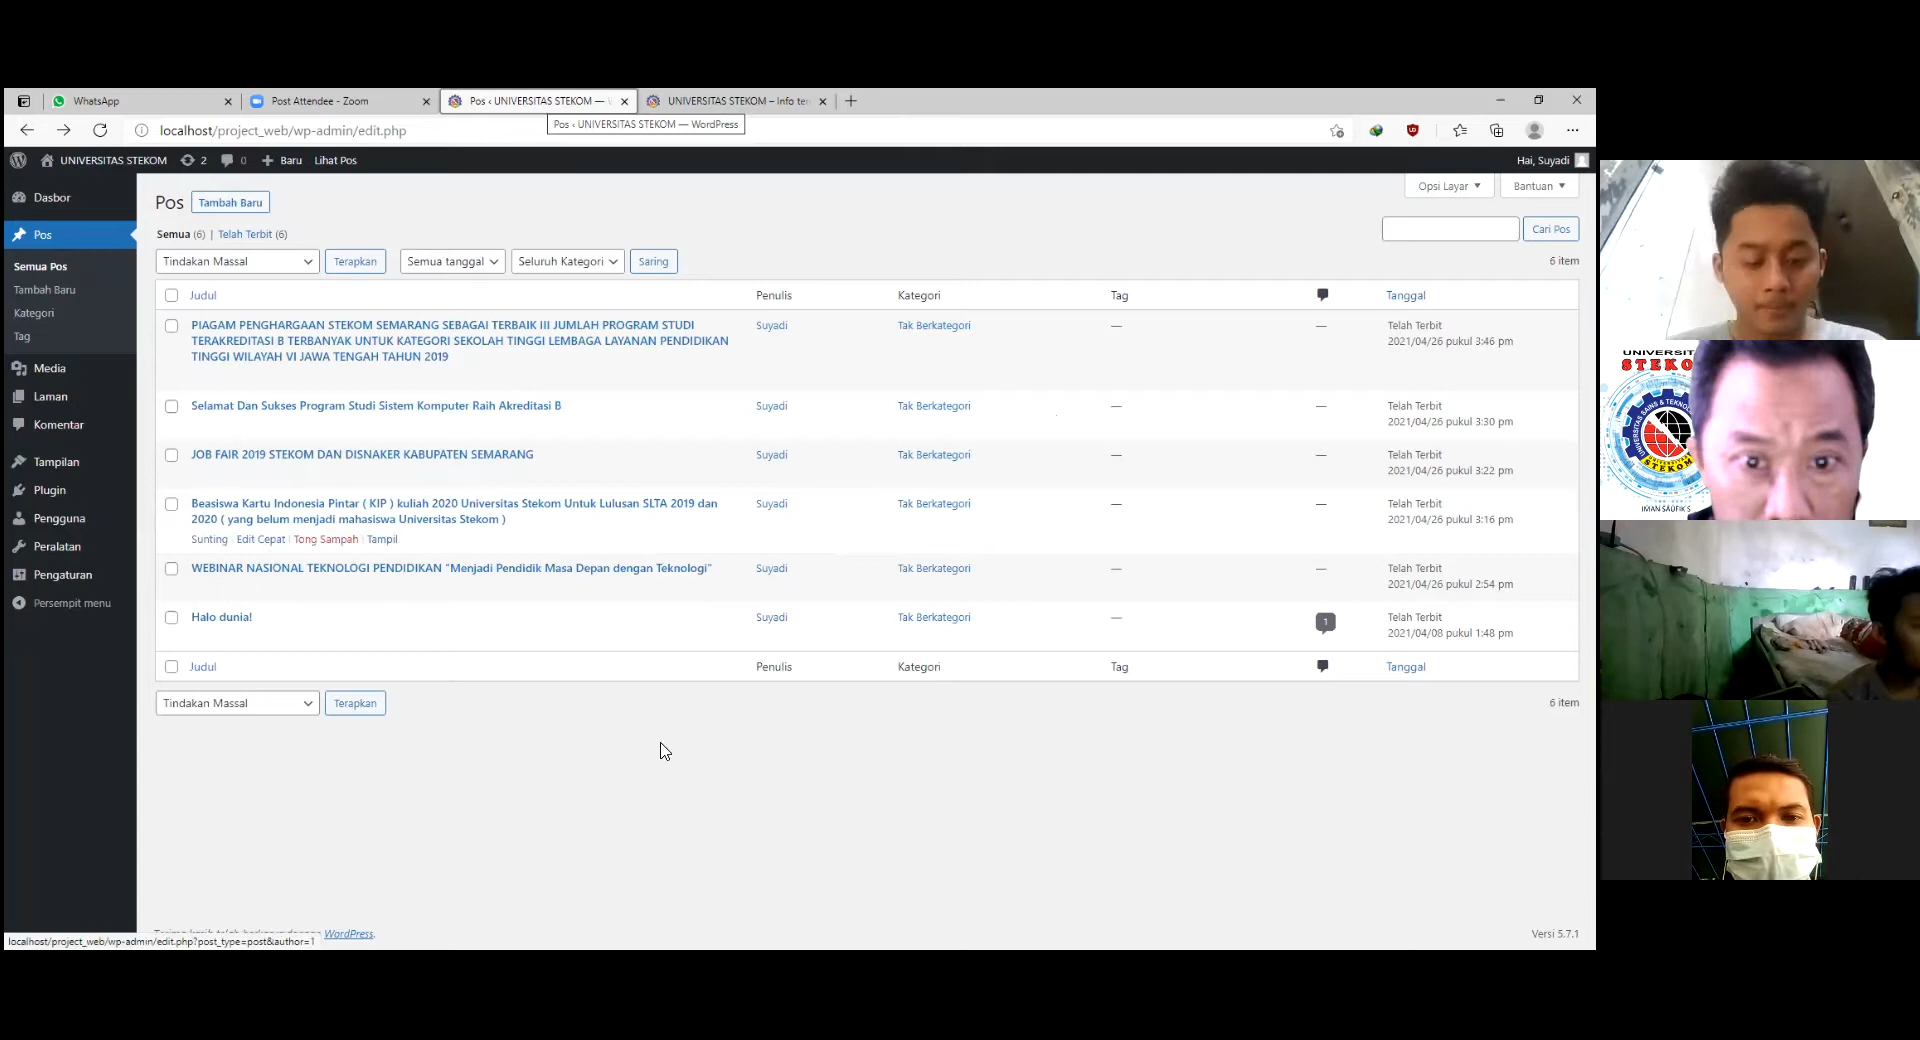 WhatsApp
Post Attendee - Zoom
Pos ‹ UNIVERSITAS STEKOM —
UNIVERSITAS STEKOM – Info te
Pos ‹ UNIVERSITAS STEKOM — WordPress
localhost/project_web/wp-admin/edit.php
UNIVERSITAS STEKOM 2 0 + Baru Lihat Pos
Hai, Suyadi
Dasbor
Pos
Semua Pos
Tambah Baru
Kategori
Tag
Media
Laman
Komentar
Tampilan
Plugin
Pengguna
Peralatan
Pengaturan
Persempit menu
Pos Tambah Baru
Opsi Layar Bantuan
Semua (6) | Telah Terbit (6)
Cari Pos
Tindakan Massal Terapkan Semua tanggal Seluruh Kategori Saring
6 item
Judul Penulis Kategori Tag Tanggal
PIAGAM PENGHARGAAN STEKOM SEMARANG SEBAGAI TERBAIK III JUMLAH PROGRAM STUDI
TERAKREDITASI B TERBANYAK UNTUK KATEGORI SEKOLAH TINGGI LEMBAGA LAYANAN PENDIDIKAN
TINGGI WILAYAH VI JAWA TENGAH TAHUN 2019
Suyadi Tak Berkategori — — Telah Terbit
2021/04/26 pukul 3:46 pm
Selamat Dan Sukses Program Studi Sistem Komputer Raih Akreditasi B Suyadi Tak Berkategori — — Telah Terbit
2021/04/26 pukul 3:30 pm
JOB FAIR 2019 STEKOM DAN DISNAKER KABUPATEN SEMARANG Suyadi Tak Berkategori — — Telah Terbit
2021/04/26 pukul 3:22 pm
Beasiswa Kartu Indonesia Pintar ( KIP ) kuliah 2020 Universitas Stekom Untuk Lulusan SLTA 2019 dan
2020 ( yang belum menjadi mahasiswa Universitas Stekom )
Sunting | Edit Cepat | Tong Sampah | Tampil
Suyadi Tak Berkategori — — Telah Terbit
2021/04/26 pukul 3:16 pm
WEBINAR NASIONAL TEKNOLOGI PENDIDIKAN "Menjadi Pendidik Masa Depan dengan Teknologi" Suyadi Tak Berkategori — — Telah Terbit
2021/04/26 pukul 2:54 pm
Halo dunia! Suyadi Tak Berkategori — 1 Telah Terbit
2021/04/08 pukul 1:48 pm
Judul Penulis Kategori Tag Tanggal
Tindakan Massal Terapkan
6 item
WordPress.
Versi 5.7.1
localhost/project_web/wp-admin/edit.php?post_type=post&author=1
UNIVERSIT
STEKO
UNIVERSITAS SAINS & TEKNOLO
STEKOM
IMAN SAUFIK S